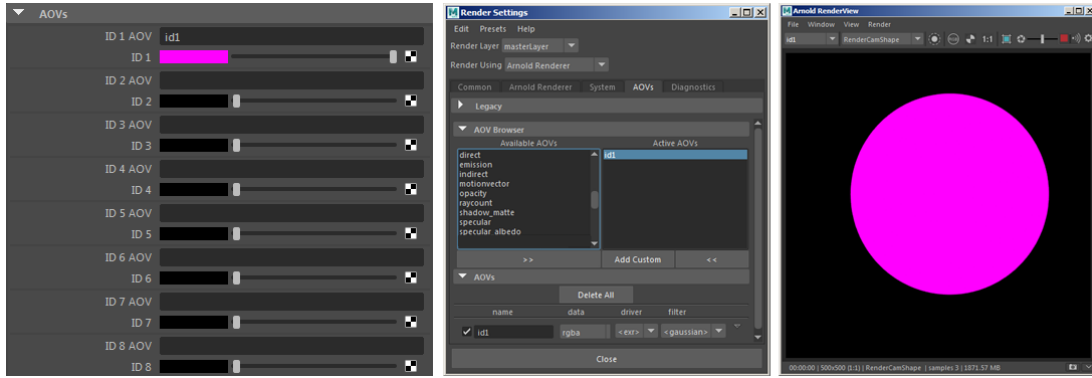 AOVs
ID 1 AOV id1
ID 1
ID 2 AOV
ID 2
ID 3 AOV
ID 3
ID 4 AOV
ID 4
ID 5 AOV
ID 5
ID 6 AOV
ID 6
ID 7 AOV
ID 7
ID 8 AOV
ID 8
Render Settings
Edit Presets Help
Render Layer masterLayer
Render Using Arnold Renderer
Common Arnold Renderer System AOVs Diagnostics
Legacy
AOV Browser
Available AOVs Active AOVs
direct id1
emission
indirect
motionvector
opacity
raycount
shadow_matte
specular
specular_albedo
>> Add Custom <<
AOVs
Delete All
name data driver filter
id1 rgba <exr> <gaussian>
Close
Arnold RenderView
File Window View Render
id1 RenderCamShape 1:1
00:00:00 | 500x500 (1:1) | RenderCamShape | samples 3 | 1871.57 MB